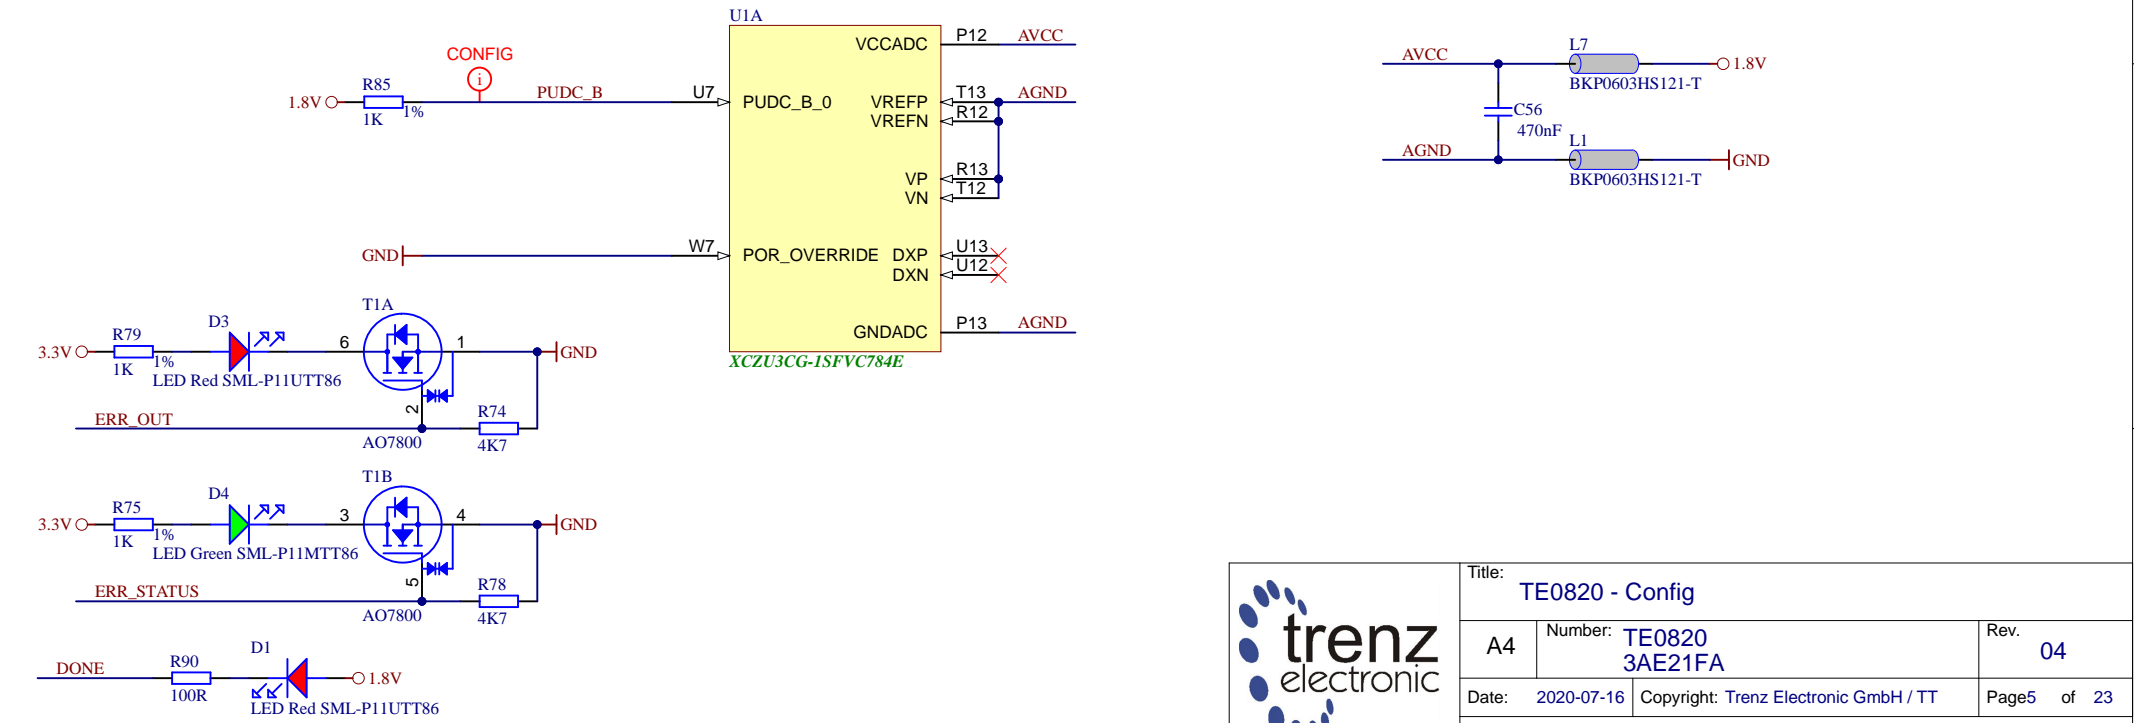 U1A
CONFIG
i
1.8V
R85
1K
1%
PUDC_B
U7
PUDC_B_0
VCCADC
P12
AVCC
VREFP
T13
AGND
VREFN
R12
VP
R13
VN
T12
GND
W7
POR_OVERRIDE
DXP
U13
DXN
U12
GNDADC
P13
AGND
XCZU3CG-1SFVC784E
AVCC
L7
BKP0603HS121-T
1.8V
C56
470nF
AGND
L1
BKP0603HS121-T
GND
T1A
3.3V
R79
1K
1%
D3
LED Red SML-P11UTT86
6
1
GND
2
ERR_OUT
AO7800
R74
4K7
T1B
3.3V
R75
1K
1%
D4
LED Green SML-P11MTT86
3
4
GND
5
ERR_STATUS
AO7800
R78
4K7
DONE
R90
100R
D1
1.8V
LED Red SML-P11UTT86
trenz
electronic
Title:
TE0820 - Config
A4
Number: TE0820
3AE21FA
Rev.
04
Date: 2020-07-16
Copyright: Trenz Electronic GmbH / TT
Page5 of 23